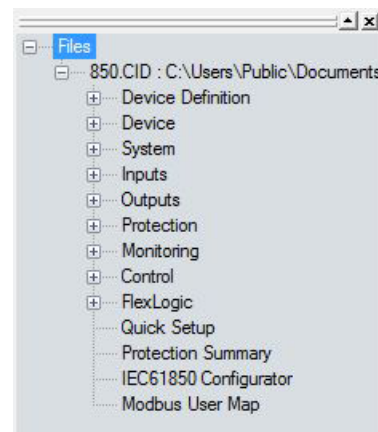 Files
850.CID : C:\Users\Public\Documents
Device Definition
Device
System
Inputs
Outputs
Protection
Monitoring
Control
FlexLogic
Quick Setup
Protection Summary
IEC61850 Configurator
Modbus User Map